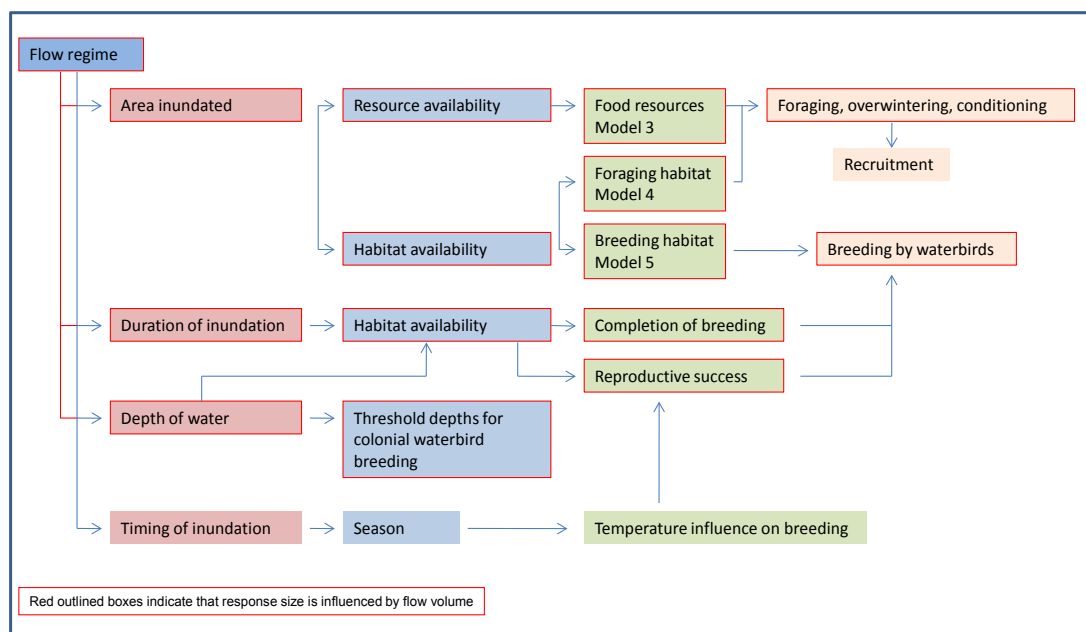 Flow regime
Area inundated
Resource availability
Food resources
Model 3
Foraging, overwintering, conditioning
Recruitment
Foraging habitat
Model 4
Habitat availability
Breeding habitat
Model 5
Breeding by waterbirds
Duration of inundation
Habitat availability
Completion of breeding
Reproductive success
Depth of water
Threshold depths for
colonial waterbird
breeding
Timing of inundation
Season
Temperature influence on breeding
Red outlined boxes indicate that response size is influenced by flow volume